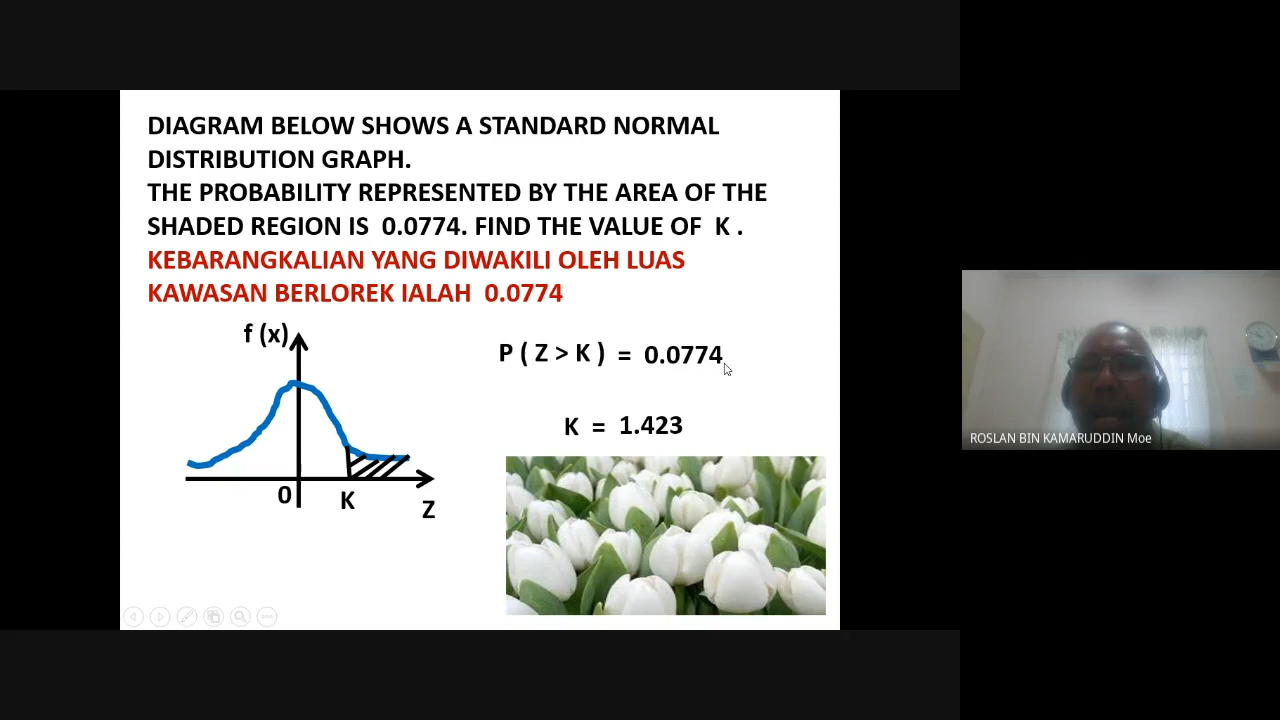 DIAGRAM BELOW SHOWS A STANDARD NORMAL
DISTRIBUTION GRAPH.
THE PROBABILITY REPRESENTED BY THE AREA OF THE
SHADED REGION IS 0.0774. FIND THE VALUE OF K .
KEBARANGKALIAN YANG DIWAKILI OLEH LUAS
KAWASAN BERLOREK IALAH 0.0774
f (x)
P ( Z > K ) = 0.0774
K = 1.423
0
K
Z
ROSLAN BIN KAMARUDDIN Moe